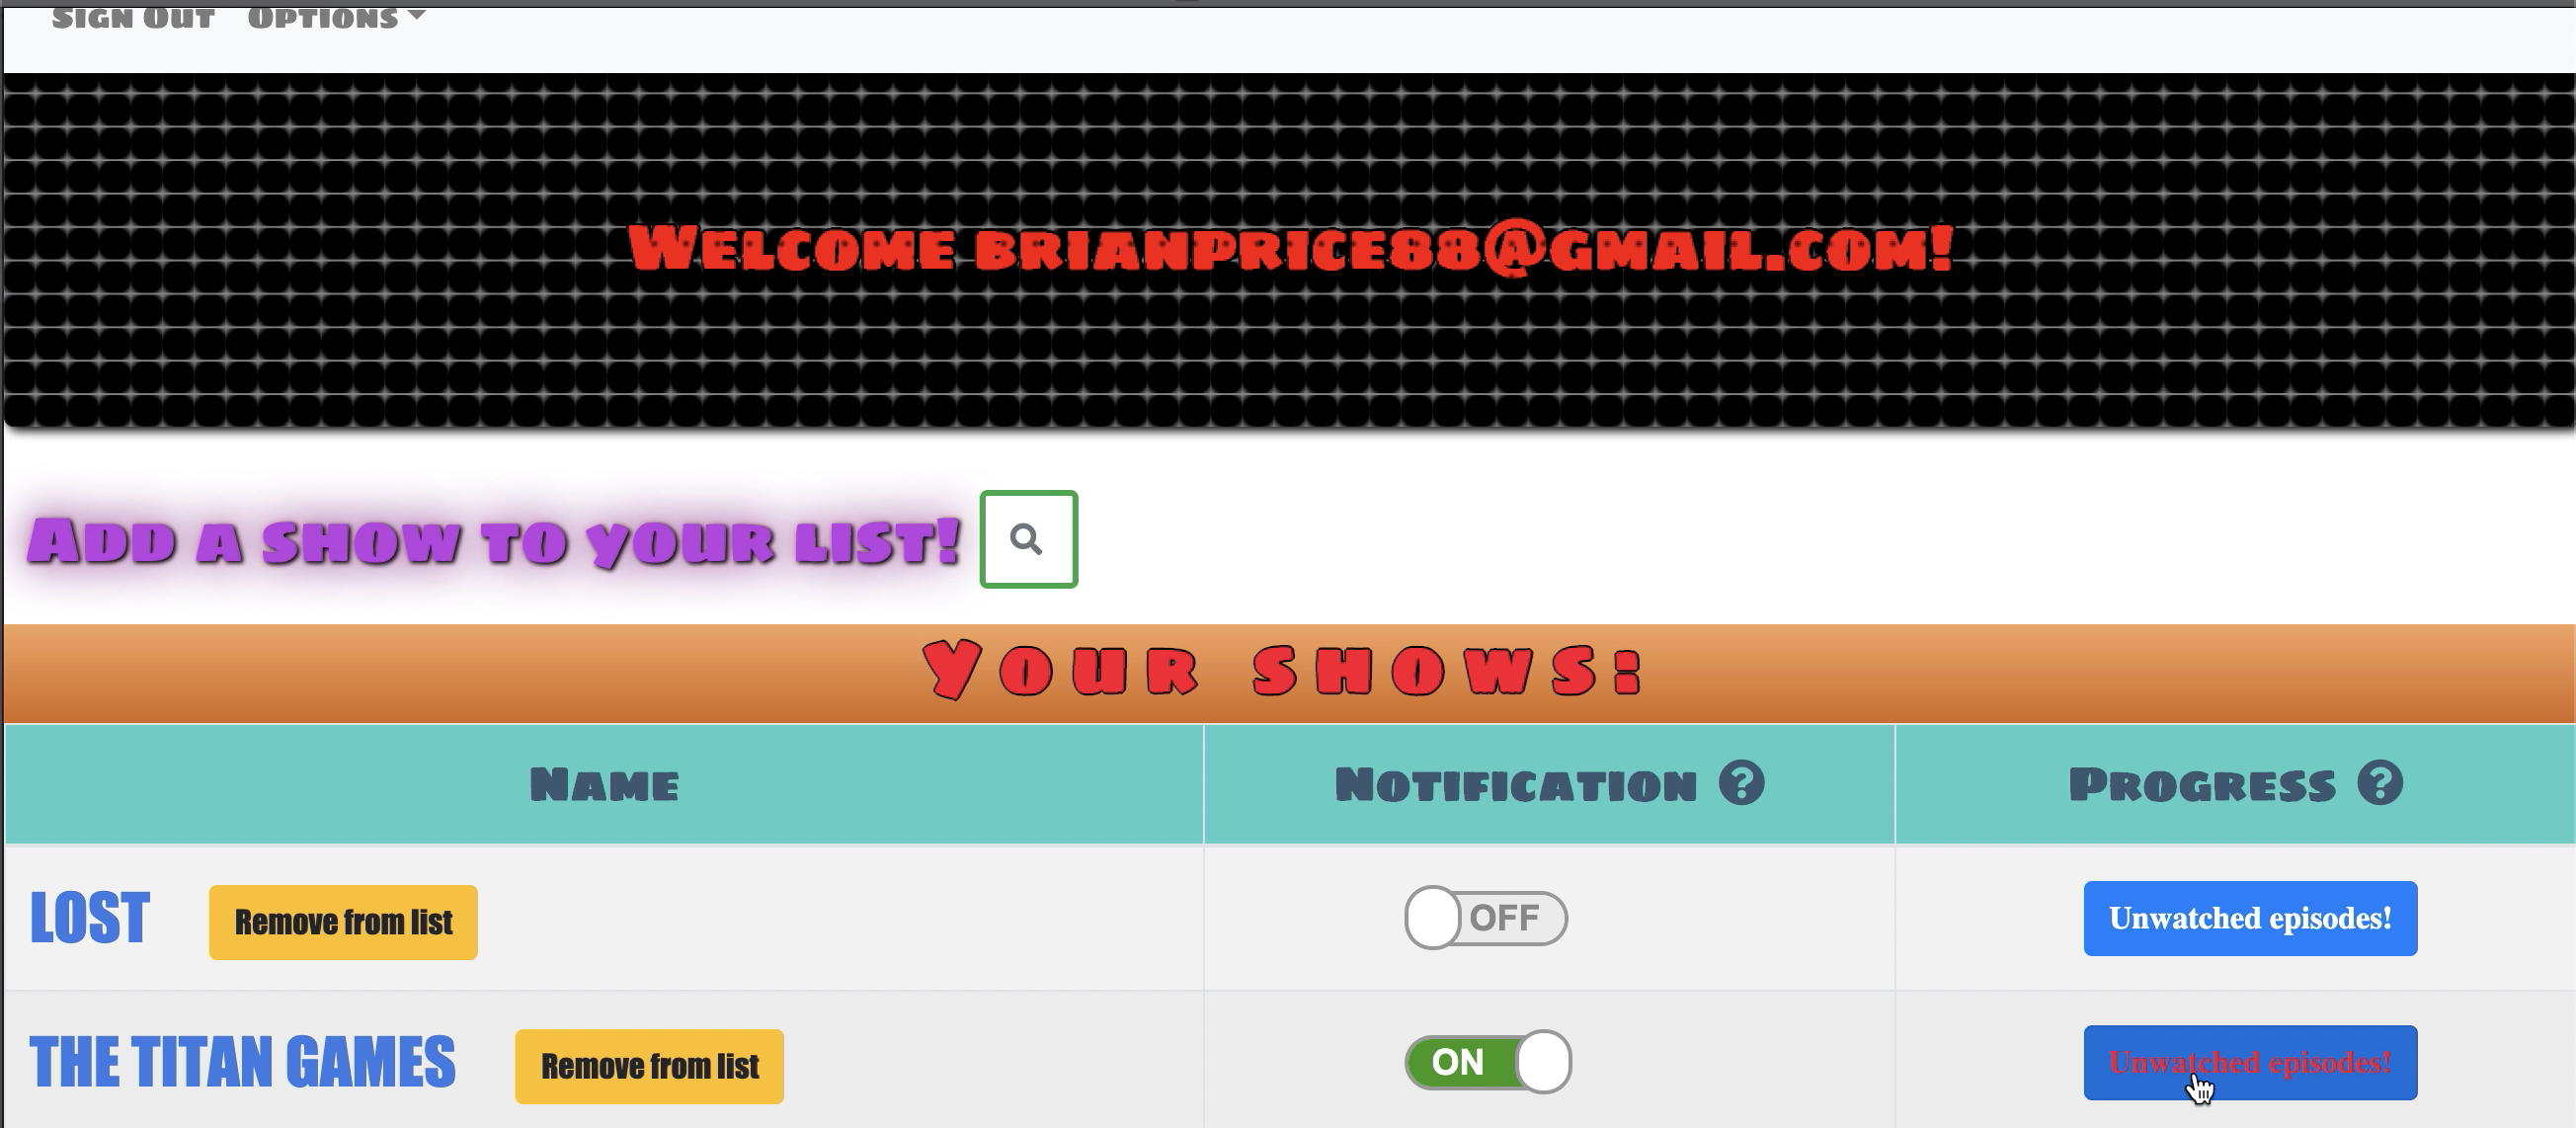 Sign Out Options
Welcome brianprice88@gmail.com!
Add a show to your list!
Your shows:
Name Notification ? Progress ?
LOST Remove from list OFF Unwatched episodes!
THE TITAN GAMES Remove from list ON Unwatched episodes!